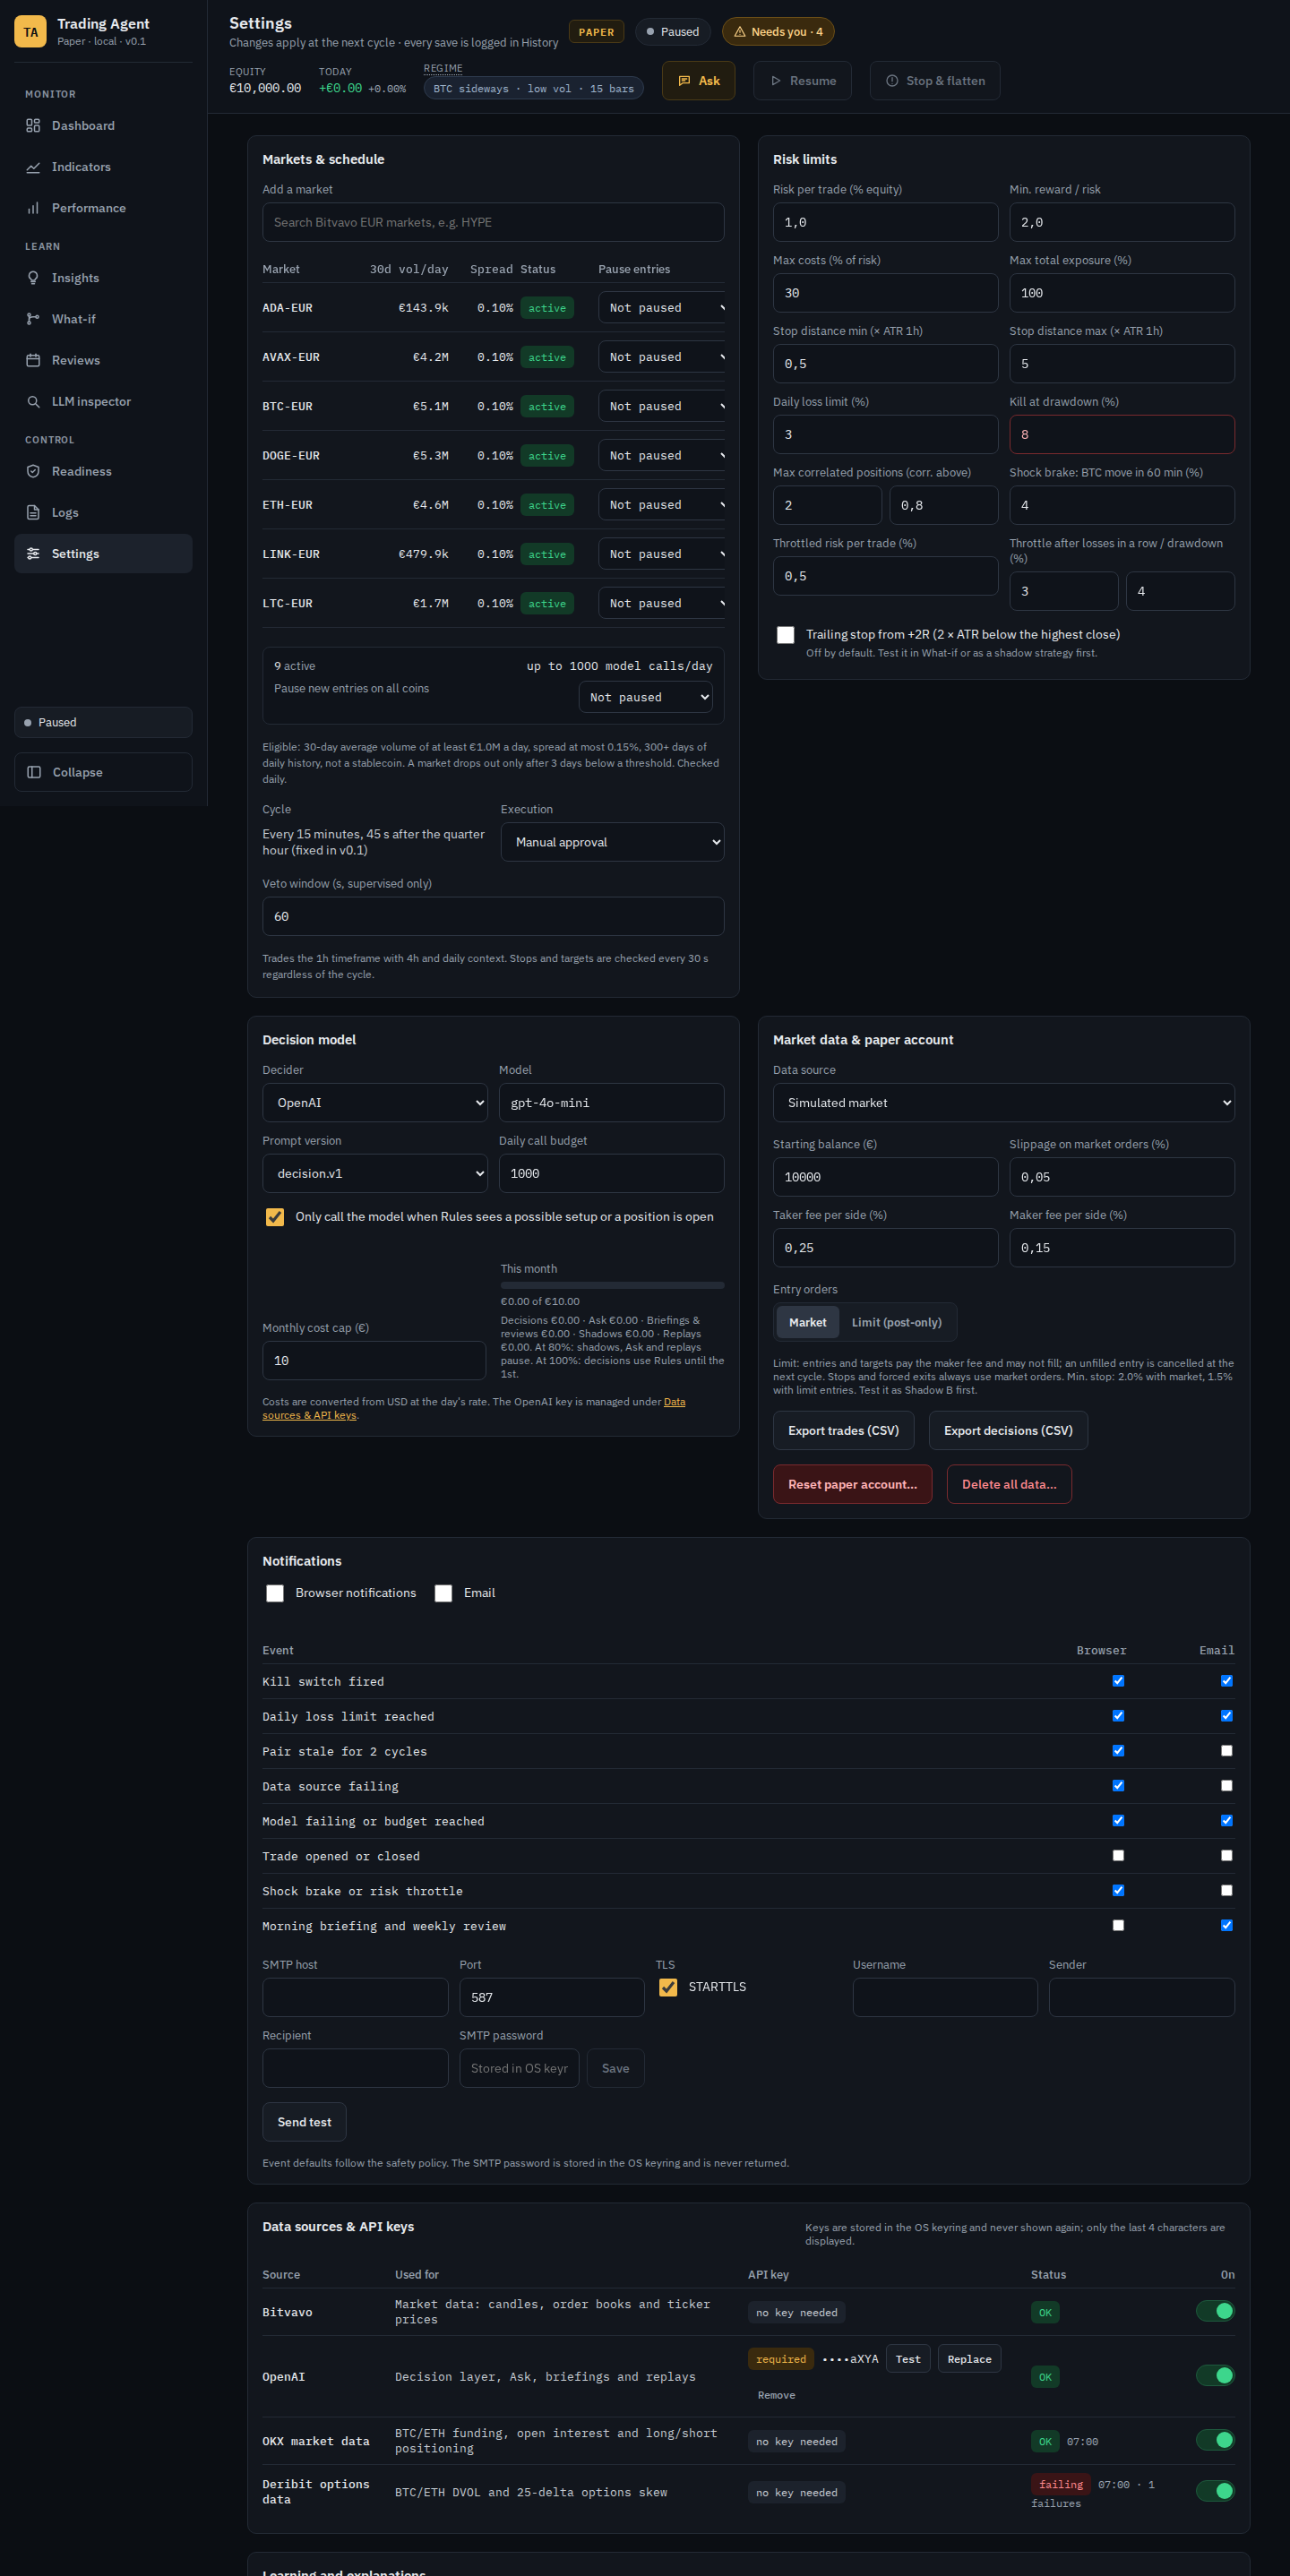 TA
Trading Agent
Paper · local · v0.1
MONITOR
Dashboard
Indicators
Performance
LEARN
Insights
What-if
Reviews
LLM inspector
CONTROL
Readiness
Logs
Settings
Paused
Collapse
Settings
Changes apply at the next cycle · every save is logged in History
PAPER
Paused
Needs you · 4
EQUITY
€10,000.00
TODAY
+€0.00 +0.00%
REGIME
BTC sideways · low vol · 15 bars
Ask
Resume
Stop & flatten
Markets & schedule
Add a market
Search Bitvavo EUR markets, e.g. HYPE
Market 30d vol/day Spread Status Pause entries
ADA-EUR €143.9k 0.10% active Not paused
AVAX-EUR €4.2M 0.10% active Not paused
BTC-EUR €5.1M 0.10% active Not paused
DOGE-EUR €5.3M 0.10% active Not paused
ETH-EUR €4.6M 0.10% active Not paused
LINK-EUR €479.9k 0.10% active Not paused
LTC-EUR €1.7M 0.10% active Not paused
9 active up to 1000 model calls/day
Pause new entries on all coins Not paused
Eligible: 30-day average volume of at least €1.0M a day, spread at most 0.15%, 300+ days of
daily history, not a stablecoin. A market drops out only after 3 days below a threshold. Checked
daily.
Cycle Execution
Every 15 minutes, 45 s after the quarter
hour (fixed in v0.1)
Manual approval
Veto window (s, supervised only)
60
Trades the 1h timeframe with 4h and daily context. Stops and targets are checked every 30 s
regardless of the cycle.
Risk limits
Risk per trade (% equity) Min. reward / risk
1,0 2,0
Max costs (% of risk) Max total exposure (%)
30 100
Stop distance min (× ATR 1h) Stop distance max (× ATR 1h)
0,5 5
Daily loss limit (%) Kill at drawdown (%)
3 8
Max correlated positions (corr. above) Shock brake: BTC move in 60 min (%)
2 0,8 4
Throttled risk per trade (%) Throttle after losses in a row / drawdown
(%)
0,5 3 4
Trailing stop from +2R (2 × ATR below the highest close)
Off by default. Test it in What-if or as a shadow strategy first.
Decision model
Decider Model
OpenAI gpt-4o-mini
Prompt version Daily call budget
decision.v1 1000
Only call the model when Rules sees a possible setup or a position is open
Monthly cost cap (€)
10
This month
€0.00 of €10.00
Decisions €0.00 · Ask €0.00 · Briefings &
reviews €0.00 · Shadows €0.00 · Replays
€0.00. At 80%: shadows, Ask and replays
pause. At 100%: decisions use Rules until the
1st.
Costs are converted from USD at the day's rate. The OpenAI key is managed under Data
sources & API keys.
Market data & paper account
Data source
Simulated market
Starting balance (€) Slippage on market orders (%)
10000 0,05
Taker fee per side (%) Maker fee per side (%)
0,25 0,15
Entry orders
Market Limit (post-only)
Limit: entries and targets pay the maker fee and may not fill; an unfilled entry is cancelled at the
next cycle. Stops and forced exits always use market orders. Min. stop: 2.0% with market, 1.5%
with limit entries. Test it as Shadow B first.
Export trades (CSV) Export decisions (CSV)
Reset paper account... Delete all data...
Notifications
Browser notifications Email
Event Browser Email
Kill switch fired
Daily loss limit reached
Pair stale for 2 cycles
Data source failing
Model failing or budget reached
Trade opened or closed
Shock brake or risk throttle
Morning briefing and weekly review
SMTP host Port TLS Username Sender
587 STARTTLS
Recipient SMTP password
Stored in OS keyr Save
Send test
Event defaults follow the safety policy. The SMTP password is stored in the OS keyring and is never returned.
Data sources & API keys
Keys are stored in the OS keyring and never shown again; only the last 4 characters are
displayed.
Source Used for API key Status On
Bitvavo Market data: candles, order books and ticker
prices
no key needed OK
OpenAI Decision layer, Ask, briefings and replays required ••••aXYA Test Replace
Remove
OK
OKX market data BTC/ETH funding, open interest and long/short
positioning
no key needed OK 07:00
Deribit options
data
BTC/ETH DVOL and 25-delta options skew no key needed failing 07:00 · 1
failures
Learning and explanations